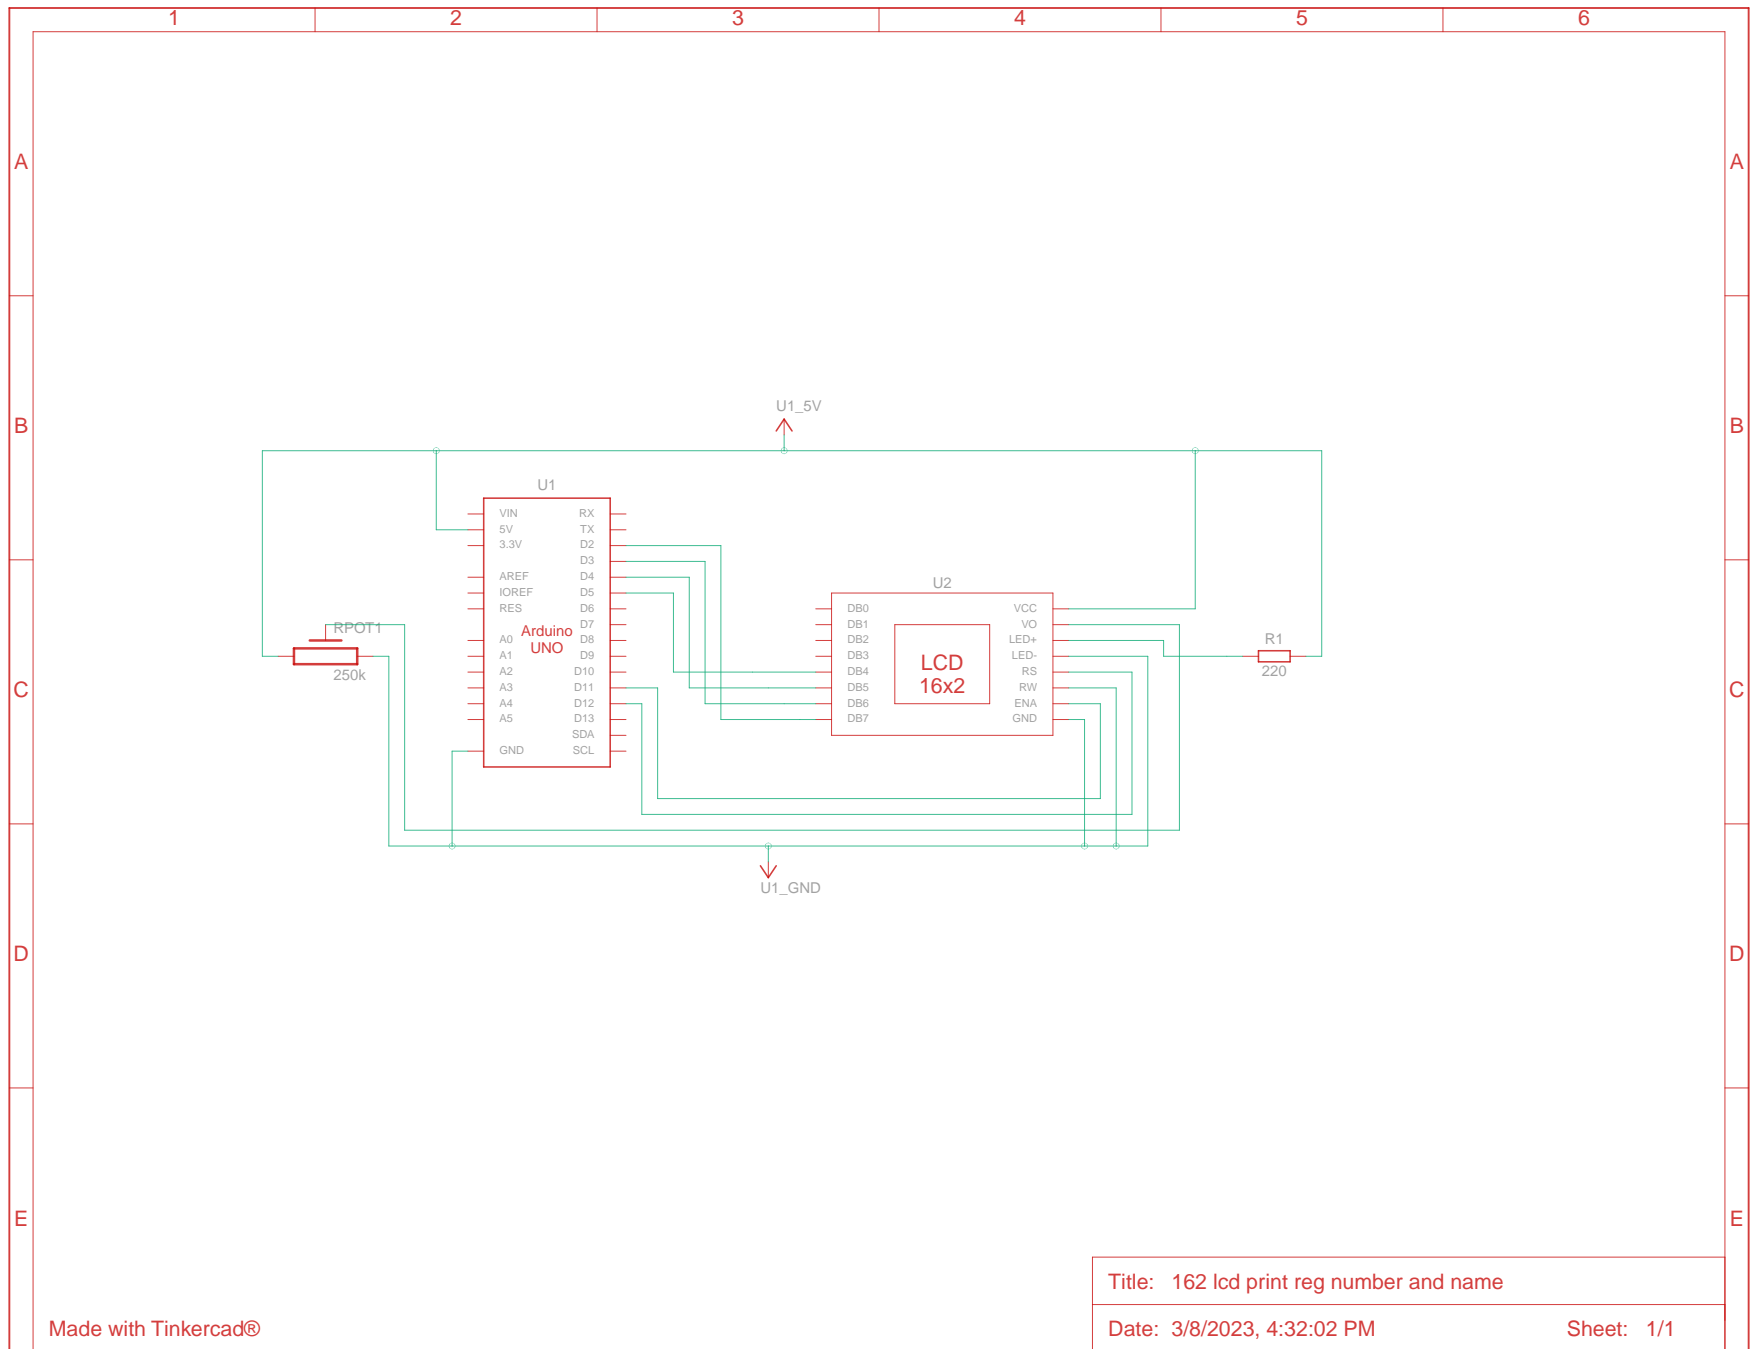 1 2 3 4 5 6
A A
B B
C C
D D
E E
U1_5V
U1
VIN RX
5V TX
3.3V D2
D3
AREF D4
IOREF D5
RES D6
D7
A0 D8
A1 D9
A2 D10
A3 D11
A4 D12
A5 D13
SDA
GND SCL
Arduino
UNO
RPOT1
250k
U2
DB0 VCC
DB1 VO
DB2 LED+
DB3 LED-
DB4 RS
DB5 RW
DB6 ENA
DB7 GND
LCD
16x2
R1
220
U1_GND
Title: 162 lcd print reg number and name
Made with Tinkercad®
Date: 3/8/2023, 4:32:02 PM Sheet: 1/1